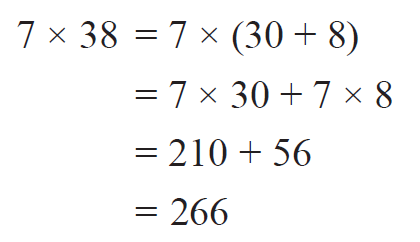 7 × 38 = 7 × (30 + 8)
= 7 × 30 + 7 × 8
= 210 + 56
= 266